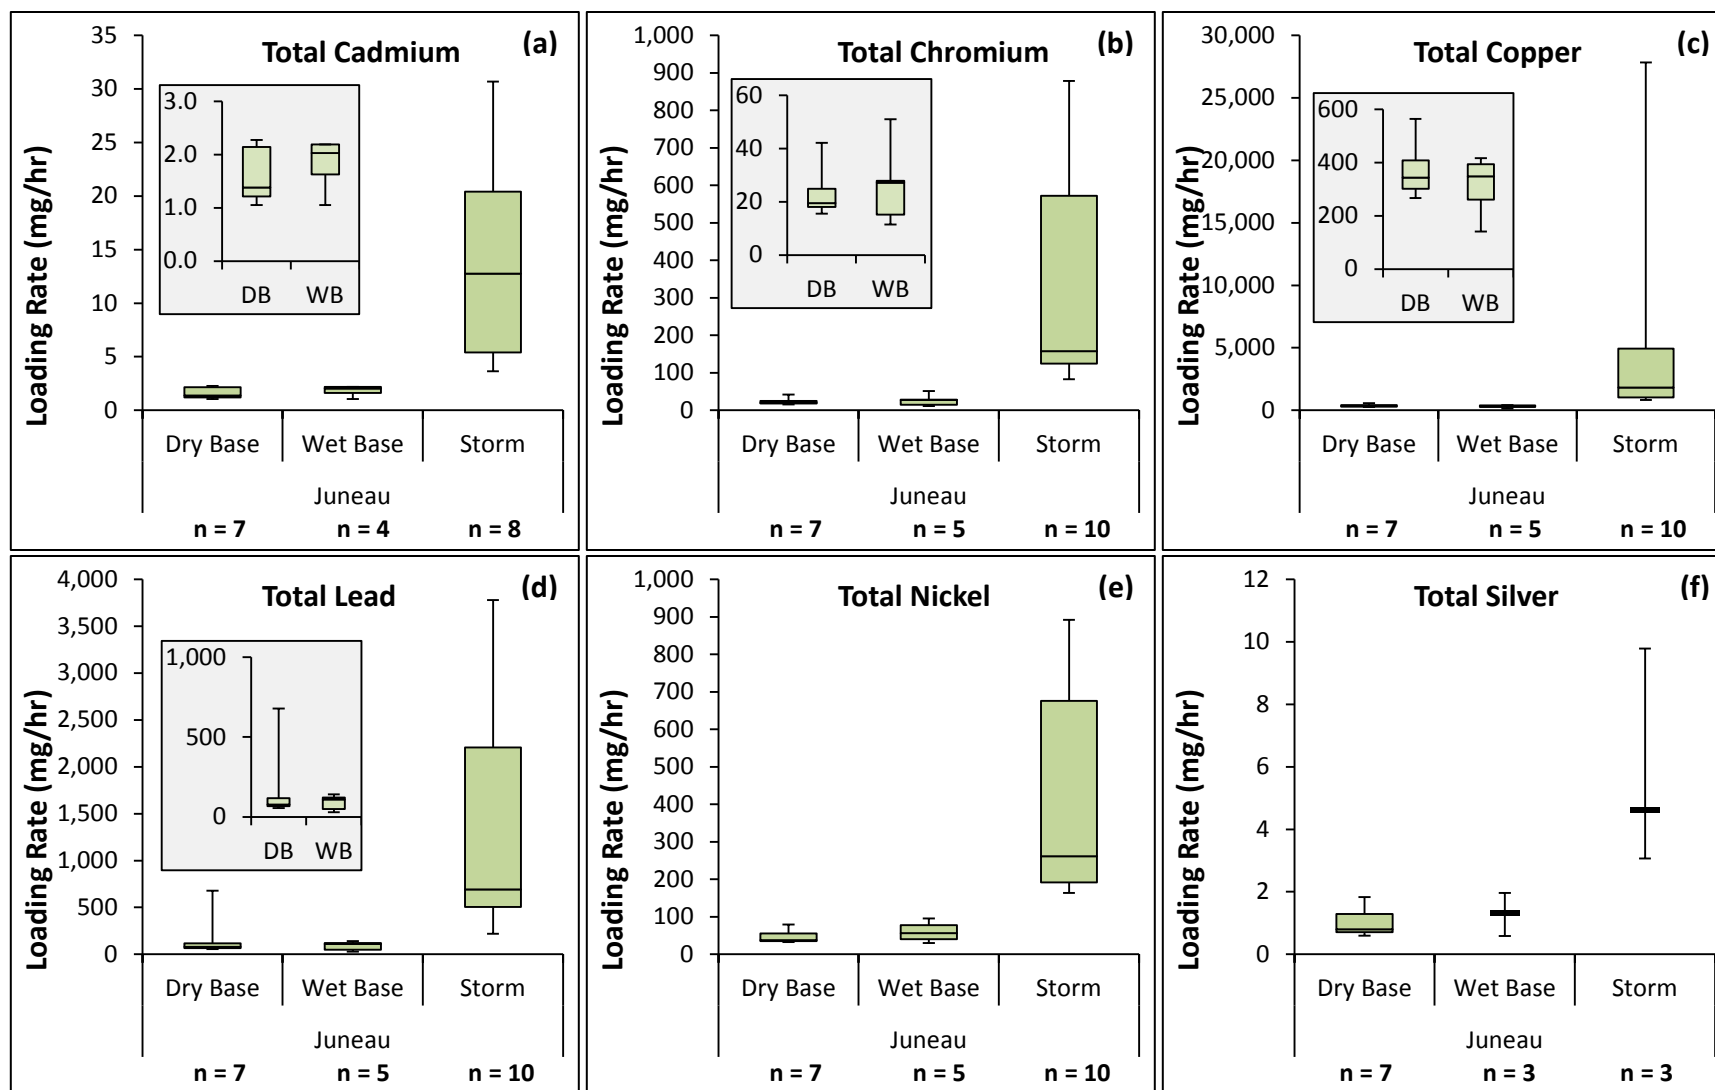 Total Cadmium (a)
Loading Rate (mg/hr)
35
30
25
20
15
10
5
0
3.0
2.0
1.0
0.0
DB WB
Dry Base Wet Base Storm
Juneau
n = 7 n = 4 n = 8
Total Chromium (b)
Loading Rate (mg/hr)
1,000
900
800
700
600
500
400
300
200
100
0
60
40
20
0
DB WB
Dry Base Wet Base Storm
Juneau
n = 7 n = 5 n = 10
Total Copper (c)
Loading Rate (mg/hr)
30,000
25,000
20,000
15,000
10,000
5,000
0
600
400
200
0
DB WB
Dry Base Wet Base Storm
Juneau
n = 7 n = 5 n = 10
Total Lead (d)
Loading Rate (mg/hr)
4,000
3,500
3,000
2,500
2,000
1,500
1,000
500
0
1,000
500
0
DB WB
Dry Base Wet Base Storm
Juneau
n = 7 n = 5 n = 10
Total Nickel (e)
Loading Rate (mg/hr)
1,000
900
800
700
600
500
400
300
200
100
0
Dry Base Wet Base Storm
Juneau
n = 7 n = 5 n = 10
Total Silver (f)
Loading Rate (mg/hr)
12
10
8
6
4
2
0
Dry Base Wet Base Storm
Juneau
n = 7 n = 3 n = 3